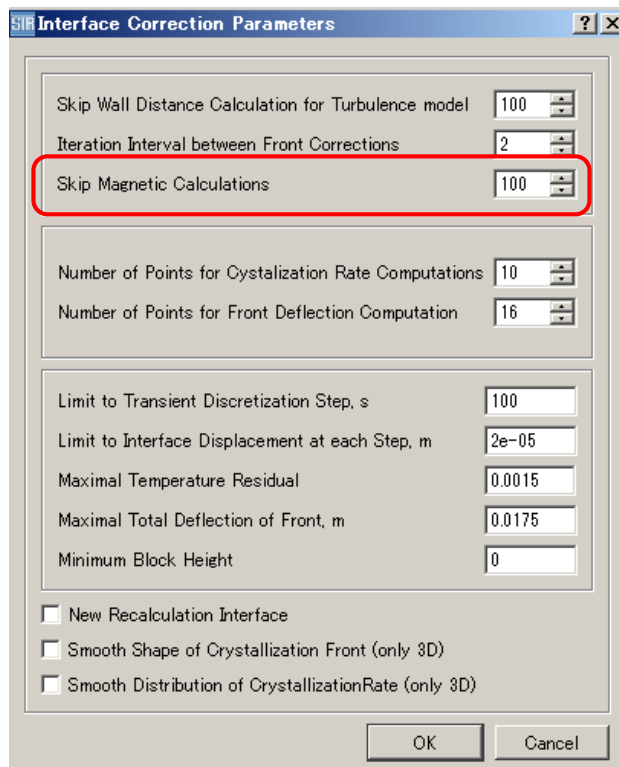 SIR Interface Correction Parameters ? ×
Skip Wall Distance Calculation for Turbulence model 100
Iteration Interval between Front Corrections 2
Skip Magnetic Calculations 100
Number of Points for Cystalization Rate Computations 10
Number of Points for Front Deflection Computation 16
Limit to Transient Discretization Step, s 100
Limit to Interface Displacement at each Step, m 2e-05
Maximal Temperature Residual 0.0015
Maximal Total Deflection of Front, m 0.0175
Minimum Block Height 0
New Recalculation Interface
Smooth Shape of Crystallization Front (only 3D)
Smooth Distribution of CrystallizationRate (only 3D)
OK Cancel